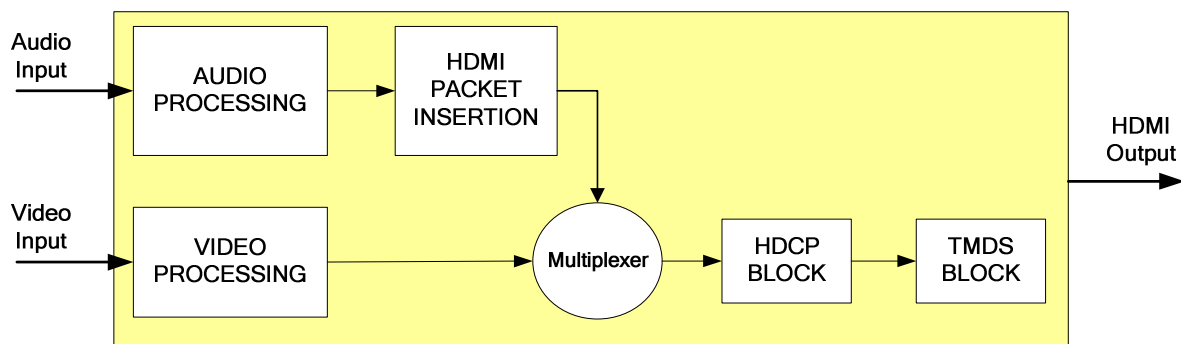 Audio
Input
AUDIO
PROCESSING
HDMI
PACKET
INSERTION
HDMI
Output
Video
Input
VIDEO
PROCESSING
Multiplexer
HDCP
BLOCK
TMDS
BLOCK